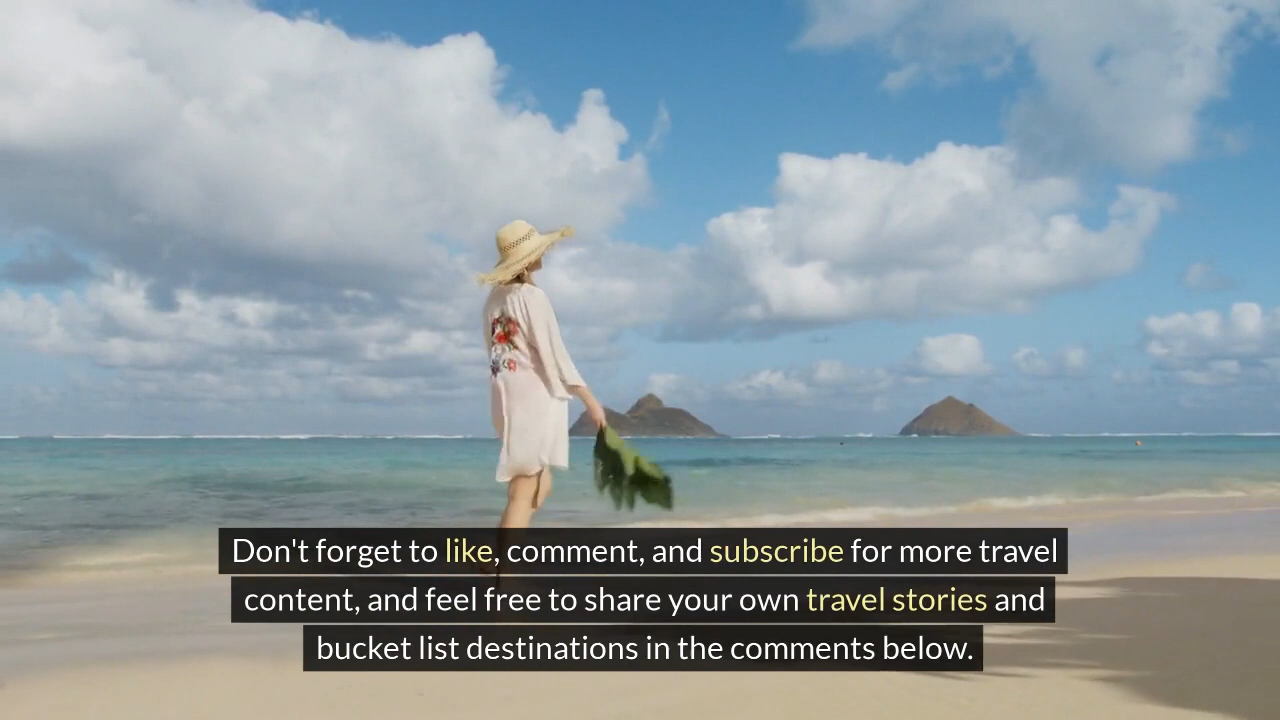 Don't forget to like, comment, and subscribe for more travel
content, and feel free to share your own travel stories and
bucket list destinations in the comments below.